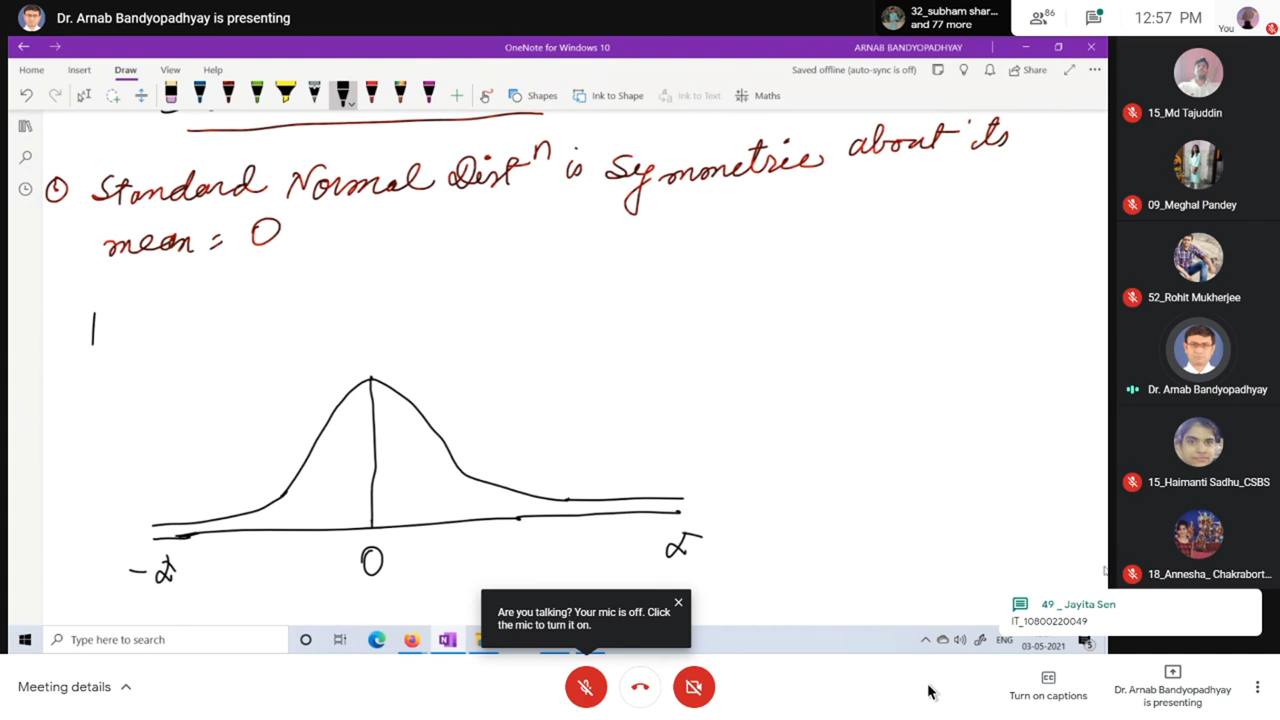 Dr. Arnab Bandyopadhyay is presenting
32_subham shar...
and 77 more
86
12:57 PM
You
OneNote for Windows 10
ARNAB BANDYOPADHYAY
Home Insert Draw View Help
Saved offline (auto-sync is off)
Share
Shapes
Ink to Shape
Ink to Text
Maths
① Standard Normal Distⁿ is Symmetric about its
mean = 0
-α
0
α
15_Md Tajuddin
09_Meghal Pandey
52_Rohit Mukherjee
Dr. Arnab Bandyopadhyay
15_Haimanti Sadhu_CSBS
18_Annesha_ Chakrabort...
Are you talking? Your mic is off. Click
the mic to turn it on.
49 _ Jayita Sen
IT_10800220049
Type here to search
ENG
03-05-2021
5
Meeting details
Turn on captions
Dr. Arnab Bandyopadhyay
is presenting